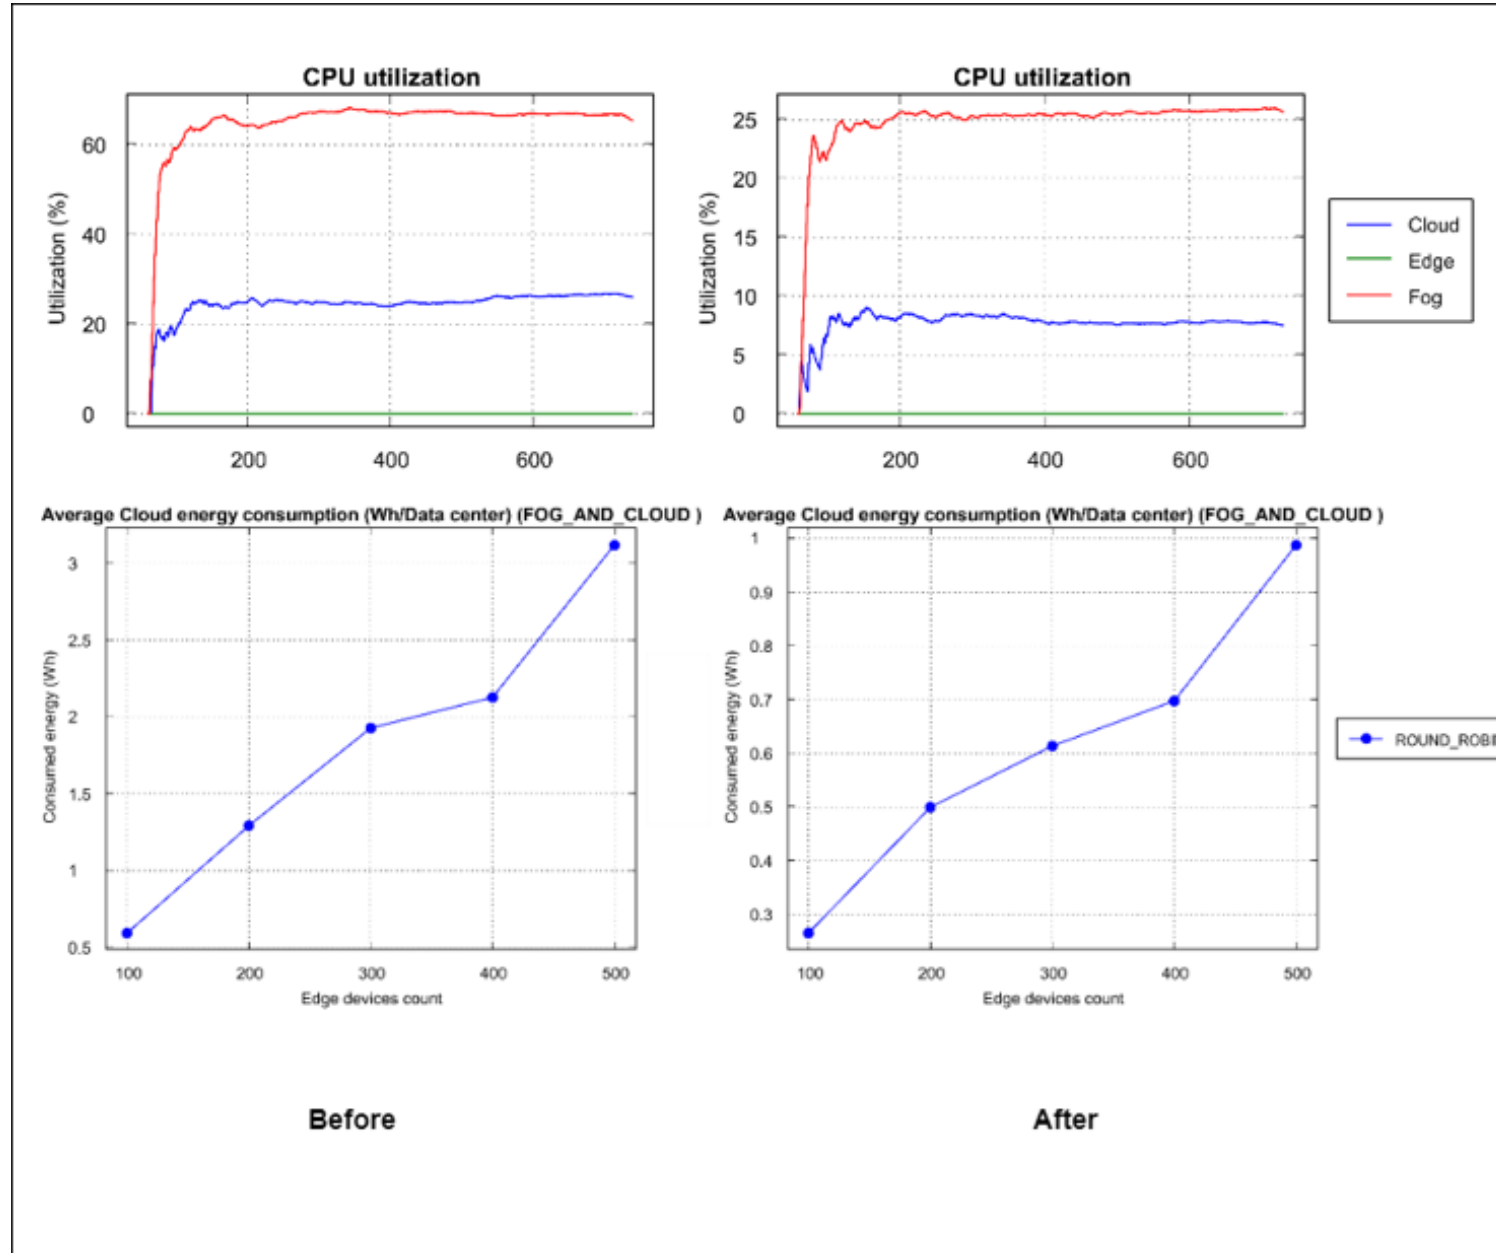 CPU utilization
Utilization (%)
60
40
20
0
200 400 600
CPU utilization
Utilization (%)
25
20
15
10
5
0
200 400 600
Cloud
Edge
Fog
Average Cloud energy consumption (Wh/Data center) (FOG_AND_CLOUD )
Consumed energy (Wh)
3
2.5
2
1.5
1
0.5
100 200 300 400 500
Edge devices count
Average Cloud energy consumption (Wh/Data center) (FOG_AND_CLOUD )
Consumed energy (Wh)
1
0.9
0.8
0.7
0.6
0.5
0.4
0.3
100 200 300 400 500
Edge devices count
Before
After